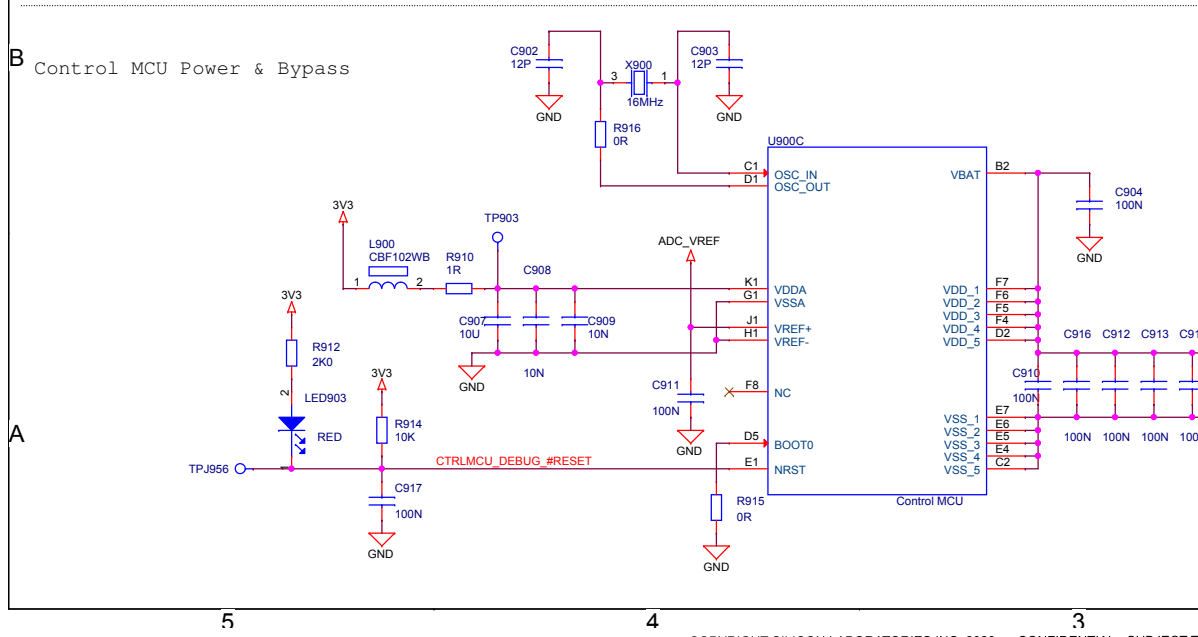 B
Control MCU Power & Bypass
C902
12P
GND
3
X900
1
16MHz
C903
12P
GND
R916
0R
U900C
C1
OSC_IN
D1
OSC_OUT
VBAT
B2
C904
100N
GND
3V3
L900
CBF102WB
1
2
R910
1R
TP903
C908
C907
10U
C909
10N
10N
GND
ADC_VREF
K1
VDDA
G1
VSSA
J1
VREF+
H1
VREF-
C911
100N
GND
F8
NC
D5
BOOT0
E1
NRST
VDD_1
F7
VDD_2
F6
VDD_3
F5
VDD_4
F4
VDD_5
D2
C916
C912
C913
C910
100N
100N
100N
100N
VSS_1
E7
VSS_2
E6
VSS_3
E5
VSS_4
E4
VSS_5
C2
Control MCU
3V3
R912
2K0
2
LED903
RED
3V3
R914
10K
A
TPJ956
CTRLMCU_DEBUG_#RESET
C917
100N
GND
R915
0R
GND
5
4
3